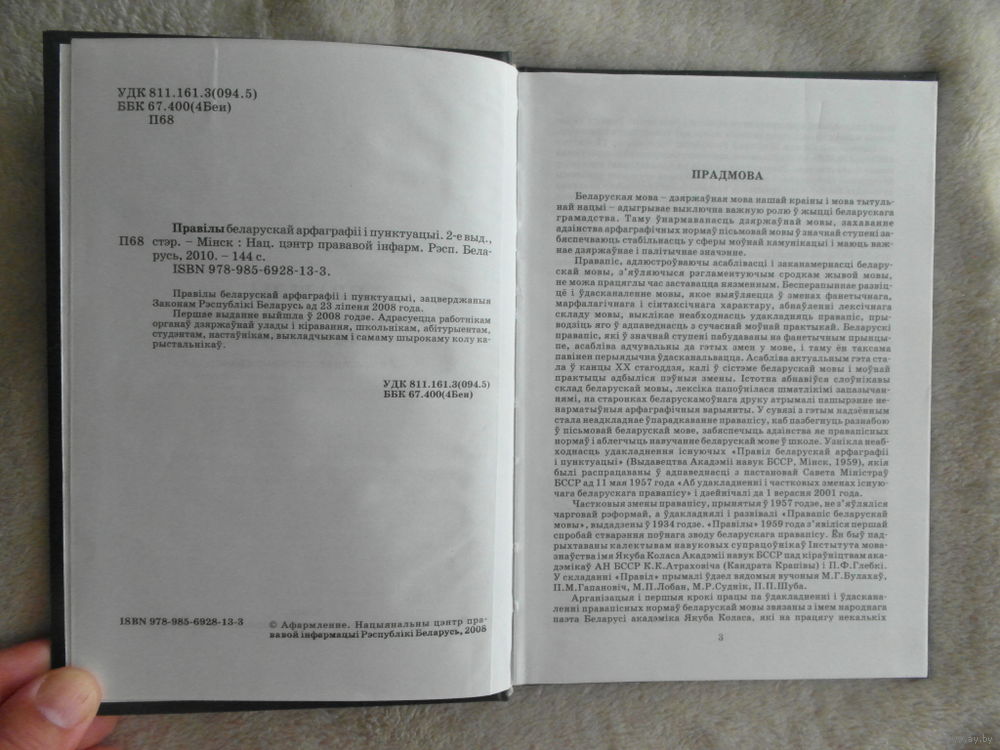 УДК 811.161.3(094.5)
ББК 67.400(4Беи)
П68
Правілы беларускай арфаграфіі і пунктуацыі. 2-е выд.,
П68 стэр. – Мінск : Нац. цэнтр прававой інфарм. Рэсп. Бела-
русь, 2010. – 144 с.
ISBN 978-985-6928-13-3.
Правілы беларускай арфаграфіі і пунктуацыі, зацверджаныя
Законам Рэспублікі Беларусь ад 23 ліпеня 2008 года.
Першае выданне выйшла ў 2008 годзе. Адрасуецца работнікам
органаў дзяржаўнай улады і кіравання, школьнікам, абітурыентам,
студэнтам, настаўнікам, выкладчыкам і самаму шырокаму колу ка-
рыстальнікаў.
УДК 811.161.3(094.5)
ББК 67.400(4Беи)
ISBN 978-985-6928-13-3
© Афармленне. Нацыянальны цэнтр пра-
вавой інфармацыі Рэспублікі Беларусь, 2008
ПРАДМОВА
Беларуская мова – дзяржаўная мова нашай краіны і мова тытуль-
най нацыі – адыгрывае выключна важную ролю ў жыцці беларускага
грамадства. Таму ўнармаванасць дзяржаўнай мовы, захаванне
адзінства арфаграфічных нормаў пісьмовай мовы ў значнай ступені за-
бяспечваюць стабільнасць у сферы моўнай камунікацыі і маюць важ-
нае дзяржаўнае і палітычнае значэнне.
Правапіс, адлюстроўваючы асаблівасці і заканамернасці беларус-
кай мовы, з’яўляючыся рэгламентуючым сродкам жывой мовы,
не можа працяглы час заставацца нязменным. Бесперапыннае развіц-
цё і ўдасканаленне мовы, якое выяўляецца ў зменах фанетычнага,
марфалагічнага і сінтаксічнага характару, абнаўленні лексічнага
складу мовы, выклікае неабходнасць удакладняць правапіс, пры-
водзіць яго ў адпаведнасць з сучаснай моўнай практыкай. Беларускі
правапіс, які ў значнай ступені пабудаваны на фанетычным прынцы-
пе, асабліва адчувальны да гэтых змен у мове, і таму ён таксама
павінен перыядычна ўдасканальвацца. Асабліва актуальным гэта ста-
ла ў канцы XX стагоддзя, калі ў сістэме беларускай мовы і моўнай
практыцы адбыліся пэўныя змены. Істотна абнавіўся слоўнікавы
склад беларускай мовы, лексіка папоўнілася шматлікімі запазычан-
нямі, на старонках беларускамоўнага друку атрымалі пашырэнне не-
нарматыўныя арфаграфічныя варыянты. У сувязі з гэтым надзённым
стала неадкладнае ўпарадкаванне правапісу, каб пазбегнуць разнабою
ў пісьмовай беларускай мове, забяспечыць адзінства яе правапісных
нормаў і аблегчыць навучанне беларускай мове ў школе. Узнікла неаб-
ходнасць удакладнення існуючых «Правіл беларускай арфаграфіі
і пунктуацыі» (Выдавецтва Акадэміі навук БССР, Мінск, 1959), якія
былі распрацаваны ў адпаведнасці з пастановай Савета Міністраў
БССР ад 11 мая 1957 года «Аб удакладненні і частковых зменах існую-
чага беларускага правапісу» і дзейнічалі да 1 верасня 2001 года.
Частковыя змены правапісу, прынятыя ў 1957 годзе, не з’яўляліся
чарговай рэформай, а ўдакладнялі і развівалі «Правапіс беларускай
мовы», выдадзены ў 1934 годзе. «Правілы» 1959 года з’явіліся першай
спробай стварэння поўнага зводу беларускага правапісу. Ён быў пад-
рыхтаваны калектывам навуковых супрацоўнікаў Інстытута мова-
знаўства імя Якуба Коласа Акадэміі навук БССР пад кіраўніцтвам ака-
дэмікаў АН БССР К.К.Атраховіча (Кандрата Крапівы) і П.Ф.Глебкі.
У складанні «Правіл» прымалі ўдзел вядомыя вучоныя М.Г.Булахаў,
П.М.Гапановіч, М.П.Лобан, М.Р.Суднік, П.П.Шуба.
Арганізацыя і першыя крокі працы па ўдакладненні і ўдаска-
наленні правапісных нормаў беларускай мовы звязаны з імем народнага
паэта Беларусі акадэміка Якуба Коласа, які на працягу некалькіх
3